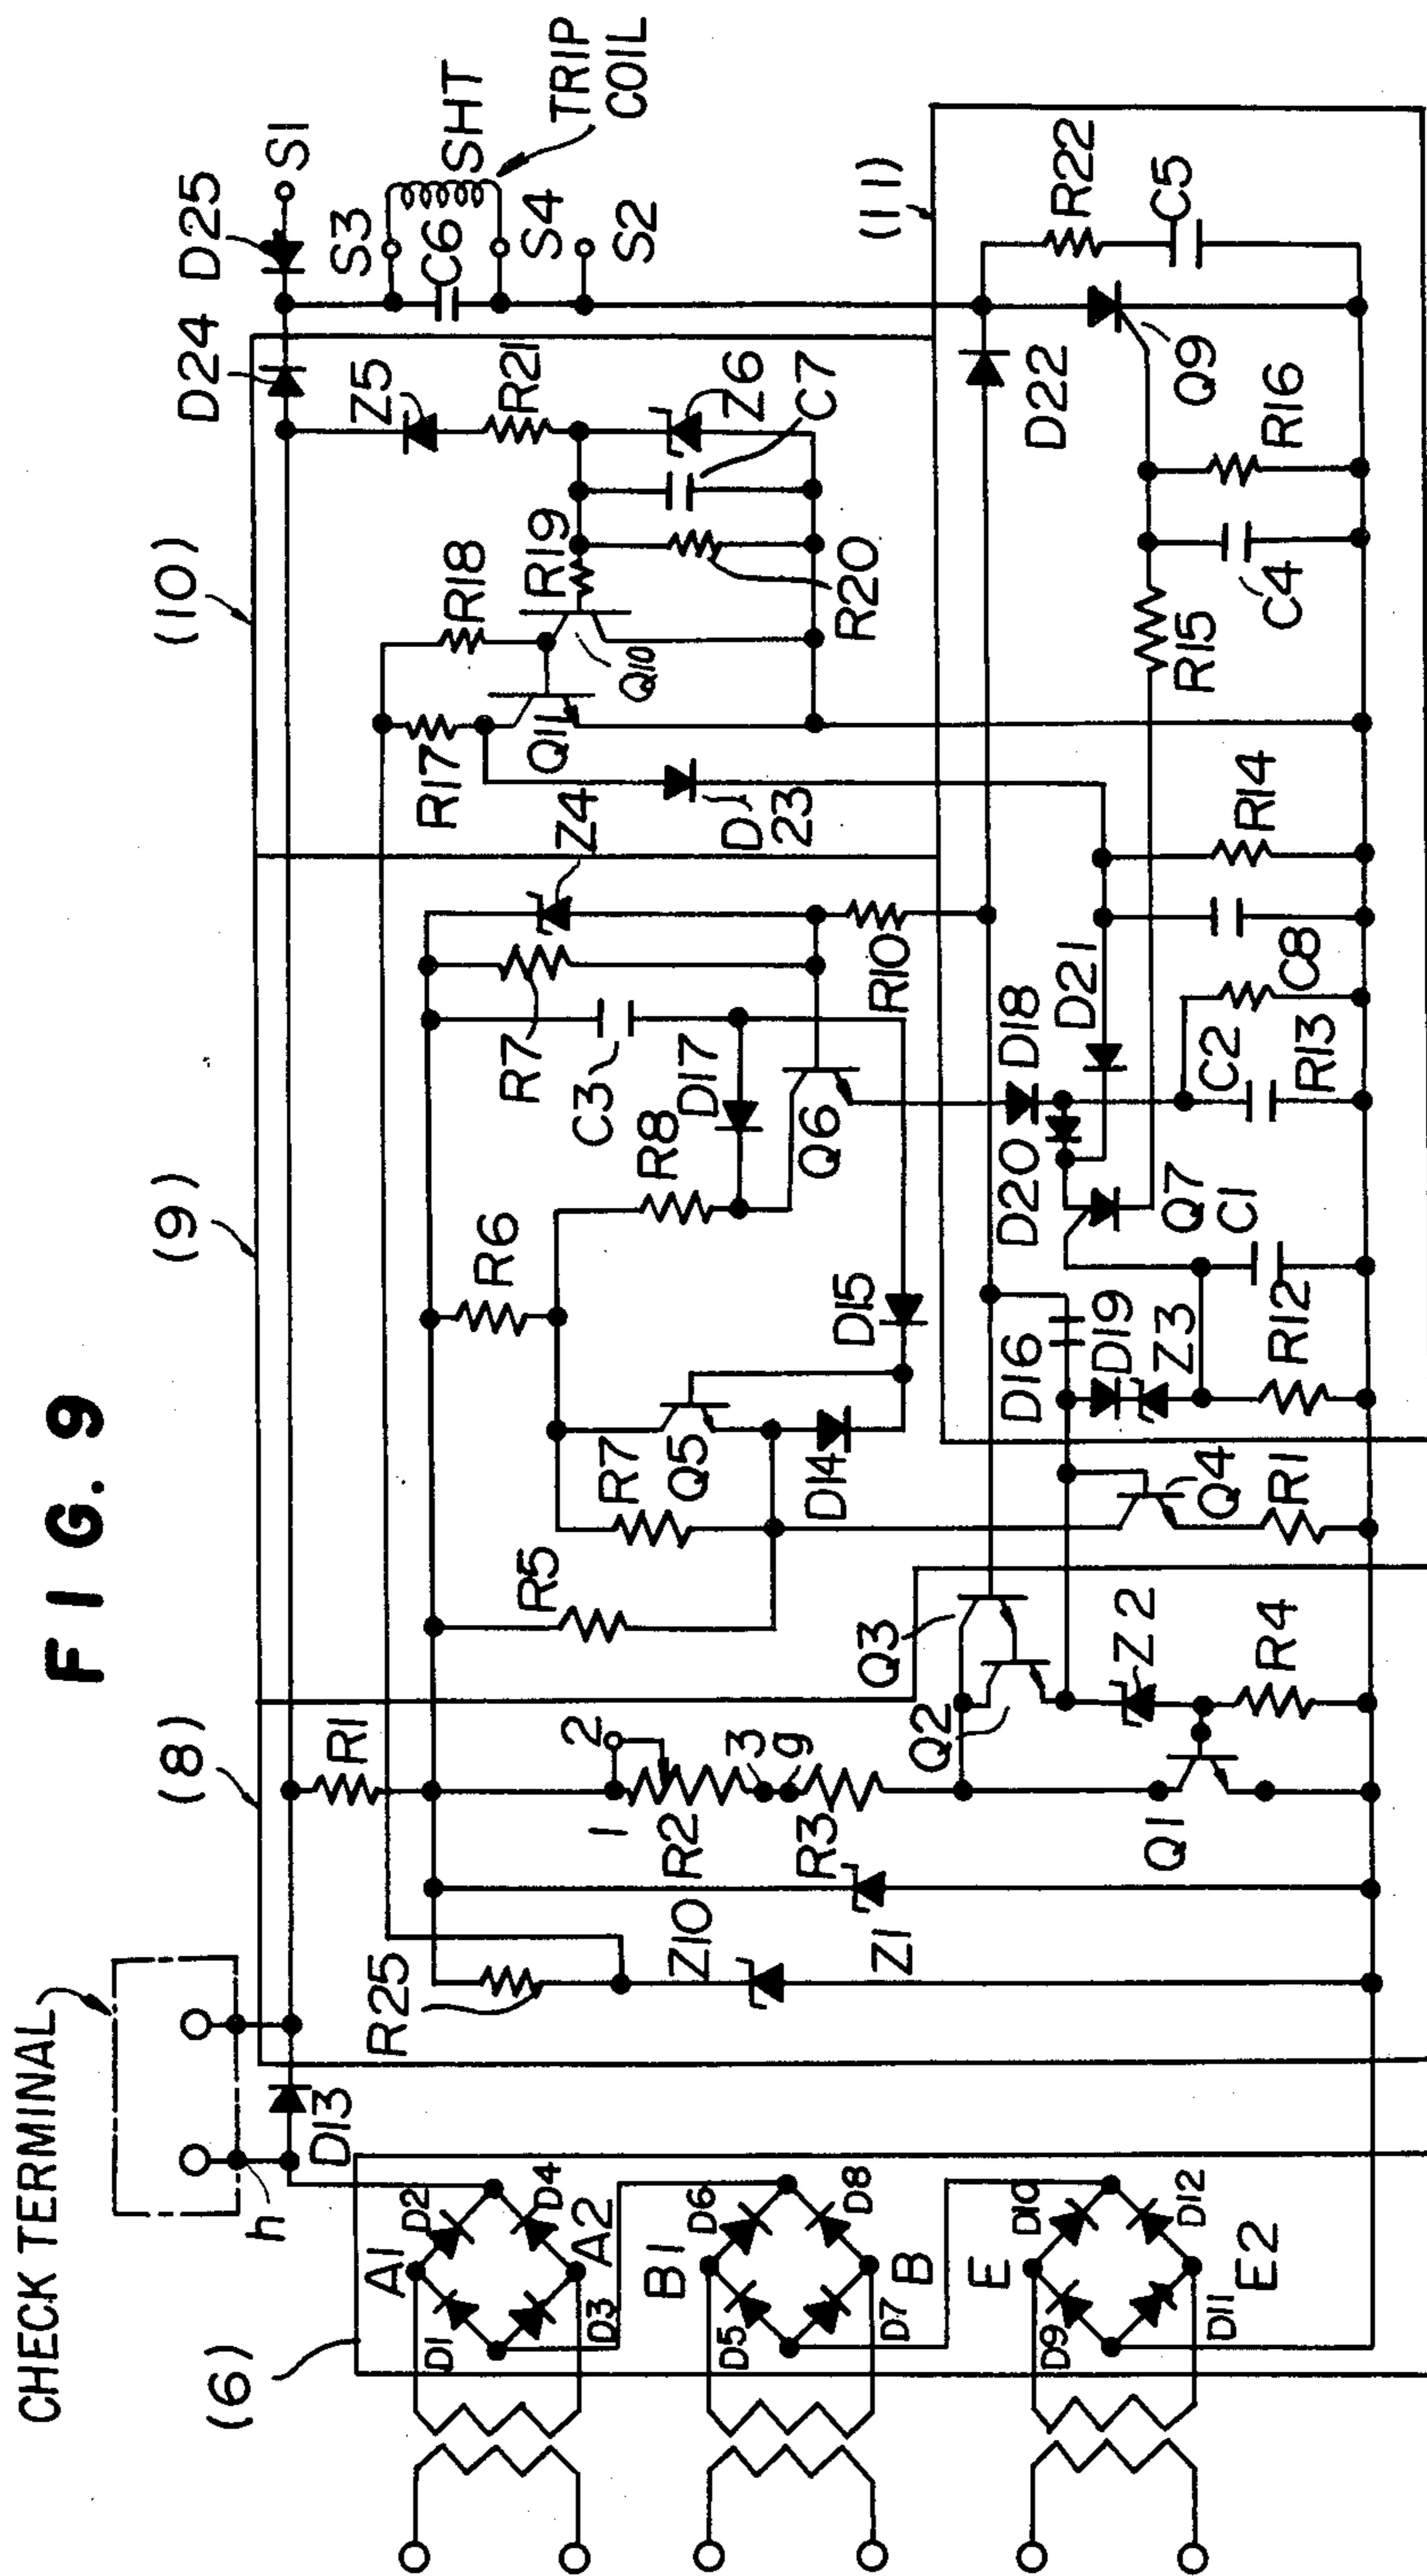 FIG. 9
CHECK TERMINAL
h
D13
(6)
A1
D2
D4
D1
D3
A2
B1
D6
D8
D5
D7
B
E
D10
D12
D9
D11
E2
(8)
R1
R25
Z10
Z1
1
2
R2
3
g
R3
Q1
Q2
Q3
Z2
R4
(9)
R5
R7
Q5
R6
D14
D15
R8
D17
C3
R7
Z4
Q6
R10
Q4
R1
(10)
R17
R18
Q11
Q10
R19
R20
D
23
Z5
R21
Z6
C7
D24
D25
S1
S3
C6
SHT
S4
S2
TRIP
COIL
(11)
D16
D19
Z3
R12
C1
Q7
D20
D18
D21
C2
R13
C8
R14
R15
C4
R16
Q9
D22
R22
C5